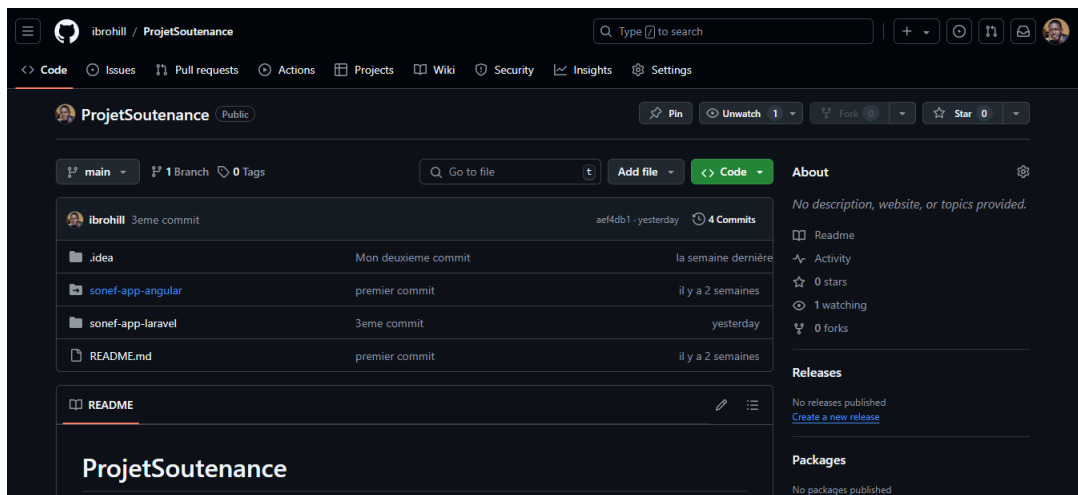 ibrohill / ProjetSoutenance
Type / to search
Code Issues Pull requests Actions Projects Wiki Security Insights Settings
ProjetSoutenance Public
Pin Unwatch 1 Fork 0 Star 0
main 1 Branch 0 Tags Go to file t Add file Code
ibrohill 3eme commit aef4db1 · yesterday 4 Commits
.idea Mon deuxieme commit la semaine dernière
sonef-app-angular premier commit il y a 2 semaines
sonef-app-laravel 3eme commit yesterday
README.md premier commit il y a 2 semaines
README
ProjetSoutenance
About
No description, website, or topics provided.
Readme
Activity
0 stars
1 watching
0 forks
Releases
No releases published
Create a new release
Packages
No packages published